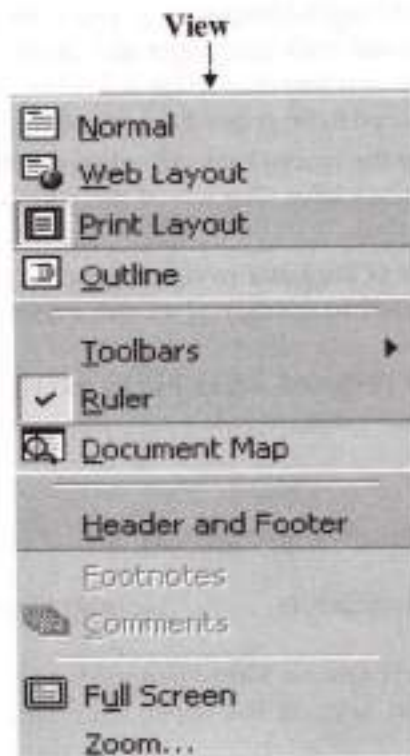 View
Normal
Web Layout
Print Layout
Outline
Toolbars
Ruler
Document Map
Header and Footer
Footnotes
Comments
Full Screen
Zoom...